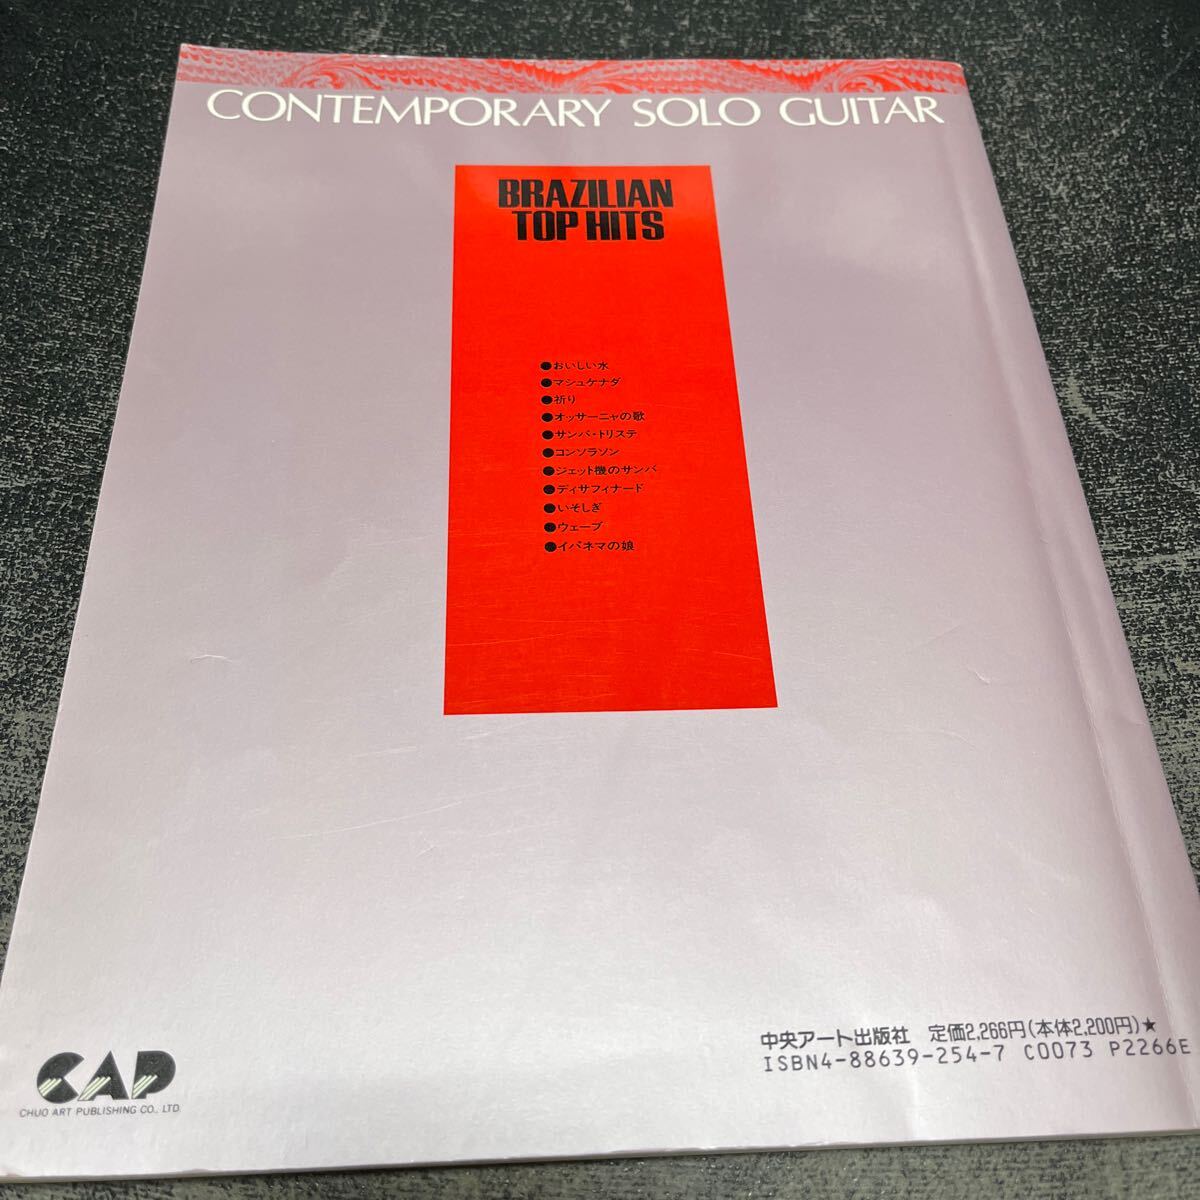 CONTEMPORARY SOLO GUITAR
BRAZILIAN
TOP HITS
●おいしい水
●マシュケナダ
●祈り
●オッサーニャの歌
●サンバ・トリステ
●コンソラソン
●ジェット機のサンバ
●ディサフィナード
●いそしぎ
●ウェーブ
●イパネマの娘
中央アート出版社 定価2,266円(本体2,200円)★
ISBN4-88639-254-7 C0073 P2266E
CAP
CHUO ART PUBLISHING CO., LTD.